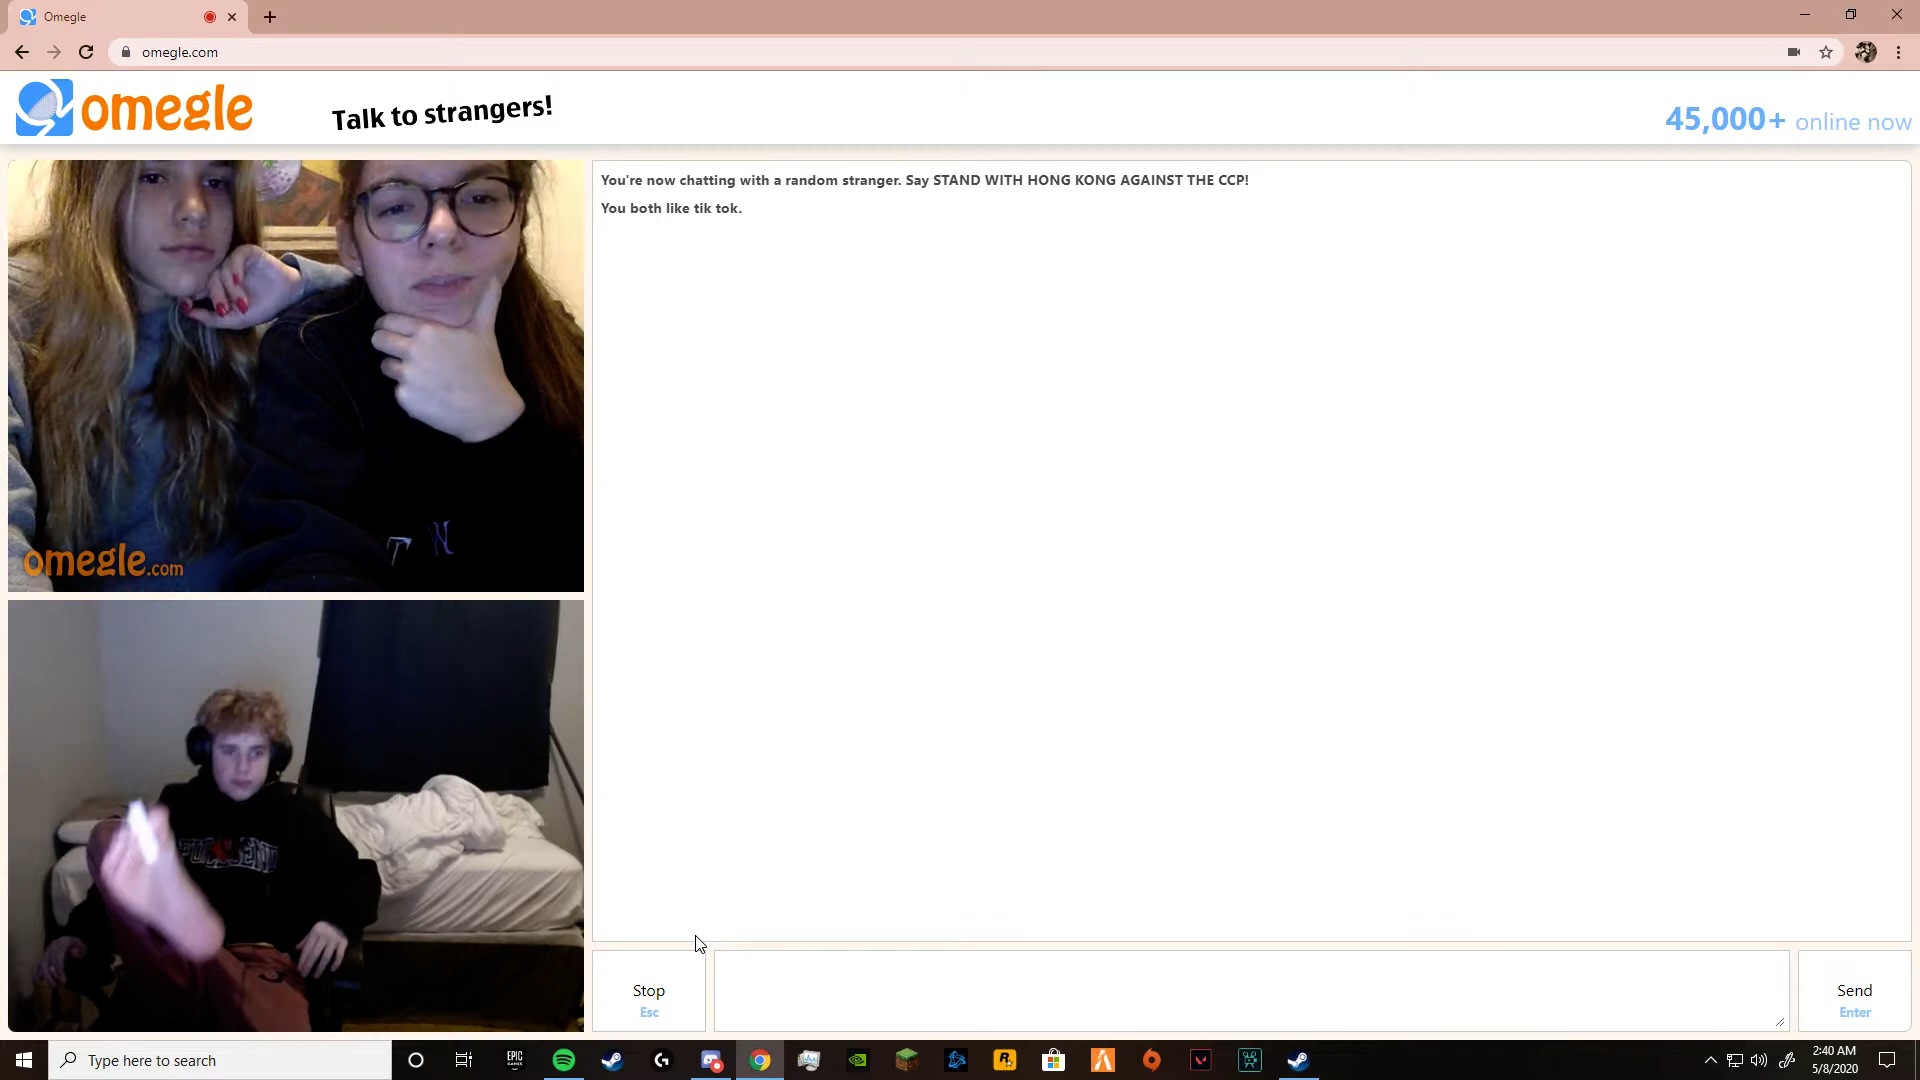 Omegle
omegle.com
omegle
Talk to strangers!
45,000+ online now
You're now chatting with a random stranger. Say STAND WITH HONG KONG AGAINST THE CCP!
You both like tik tok.
omegle.com
Stop
Esc
Send
Enter
Type here to search
EPIC
GAMES
2:40 AM
5/8/2020